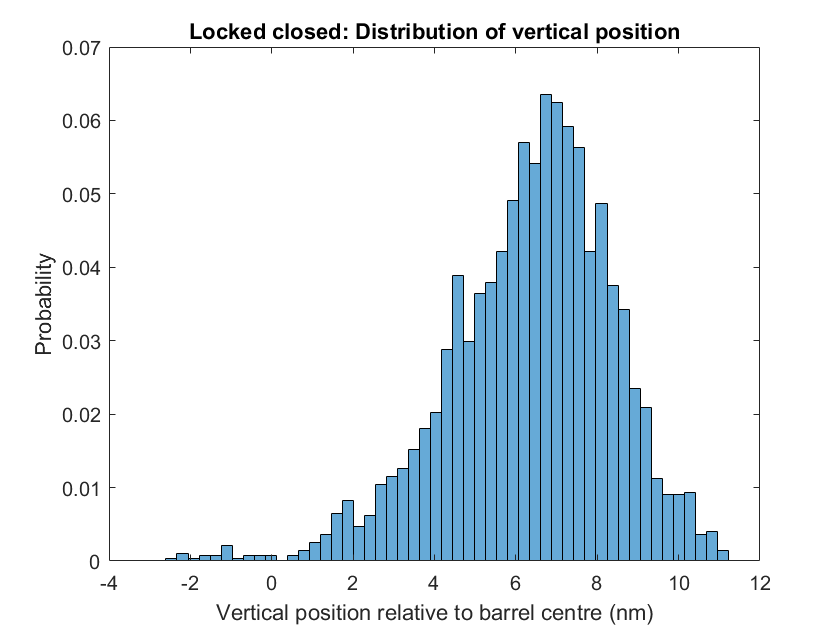 Locked closed: Distribution of vertical position
0.07
0.06
0.05
0.04
0.03
0.02
0.01
0
Probability
-4 -2 0 2 4 6 8 10 12
Vertical position relative to barrel centre (nm)